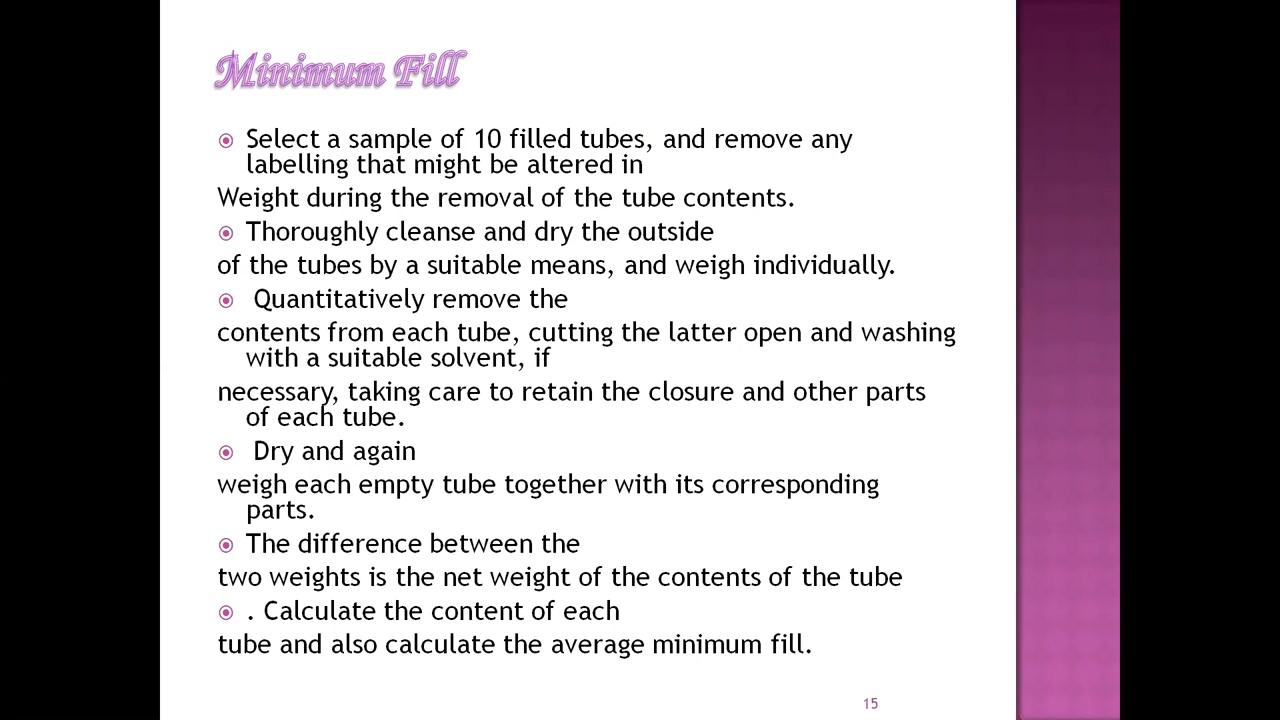 Minimum Fill
Select a sample of 10 filled tubes, and remove any
labelling that might be altered in
Weight during the removal of the tube contents.
Thoroughly cleanse and dry the outside
of the tubes by a suitable means, and weigh individually.
Quantitatively remove the
contents from each tube, cutting the latter open and washing
with a suitable solvent, if
necessary, taking care to retain the closure and other parts
of each tube.
Dry and again
weigh each empty tube together with its corresponding
parts.
The difference between the
two weights is the net weight of the contents of the tube
. Calculate the content of each
tube and also calculate the average minimum fill.
15